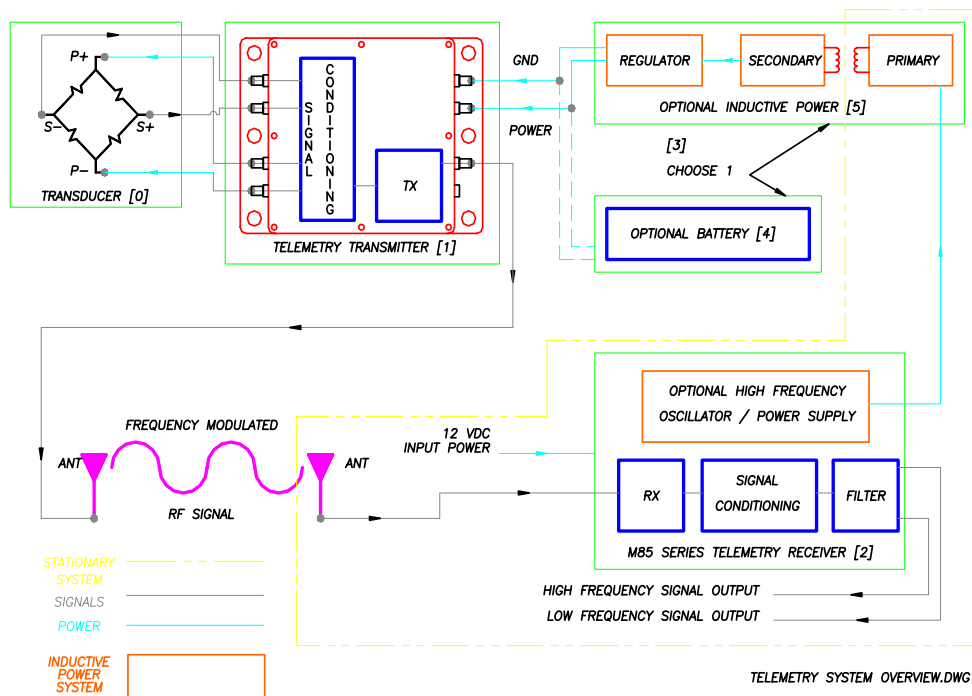 P+
S-
S+
P-
TRANSDUCER [0]
SIGNAL
CONDITIONING
TX
TELEMETRY TRANSMITTER [1]
GND
POWER
REGULATOR
SECONDARY
PRIMARY
OPTIONAL INDUCTIVE POWER [5]
[3]
CHOOSE 1
OPTIONAL BATTERY [4]
OPTIONAL HIGH FREQUENCY
OSCILLATOR / POWER SUPPLY
12 VDC
INPUT POWER
RX
SIGNAL
CONDITIONING
FILTER
M85 SERIES TELEMETRY RECEIVER [2]
FREQUENCY MODULATED
ANT
ANT
RF SIGNAL
HIGH FREQUENCY SIGNAL OUTPUT
LOW FREQUENCY SIGNAL OUTPUT
STATIONARY
SYSTEM
SIGNALS
POWER
INDUCTIVE
POWER
SYSTEM
TELEMETRY SYSTEM OVERVIEW.DWG